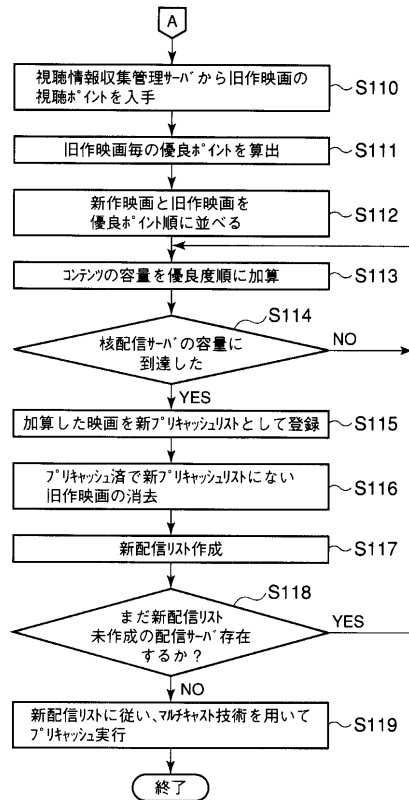 A
視聴情報収集管理サーバから旧作映画の
視聴ポイントを入手
S110
旧作映画毎の優良ポイントを算出
S111
新作映画と旧作映画を
優良ポイント順に並べる
S112
コンテンツの容量を優良度順に加算
S113
S114
核配信サーバの容量に
到達した
NO
YES
加算した映画を新プリキャッシュリストとして登録
S115
プリキャッシュ済で新プリキャッシュリストにない
旧作映画の消去
S116
新配信リスト作成
S117
S118
まだ新配信リスト
未作成の配信サーバ存在
するか?
YES
NO
新配信リストに従い、マルチキャスト技術を用いて
プリキャッシュ実行
S119
終了